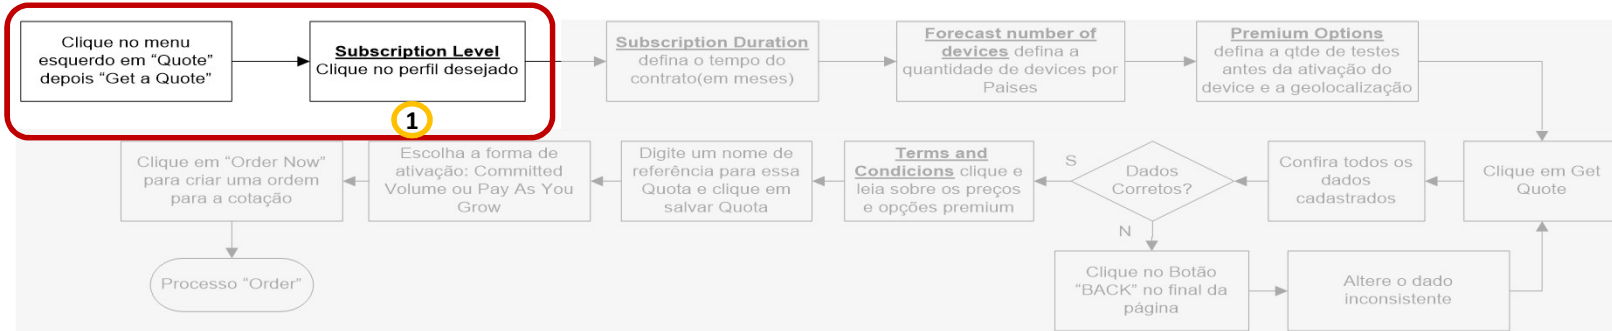 Clique no menu
esquerdo em “Quote”
depois “Get a Quote”
Subscription Level
Clique no perfil desejado
1
Subscription Duration
defina o tempo do
contrato(em meses)
Forecast number of
devices defina a
quantidade de devices por
Paises
Premium Options
defina a qtde de testes
antes da ativação do
device e a geolocalização
Clique em Get
Quote
Confira todos os
dados
cadastrados
Dados
Corretos?
S
N
Terms and
Condicions clique e
leia sobre os preços
e opções premium
Digite um nome de
referência para essa
Quota e clique em
salvar Quota
Escolha a forma de
ativação: Committed
Volume ou Pay As You
Grow
Clique em “Order Now”
para criar uma ordem
para a cotação
Processo “Order”
Clique no Botão
“BACK” no final da
página
Altere o dado
inconsistente